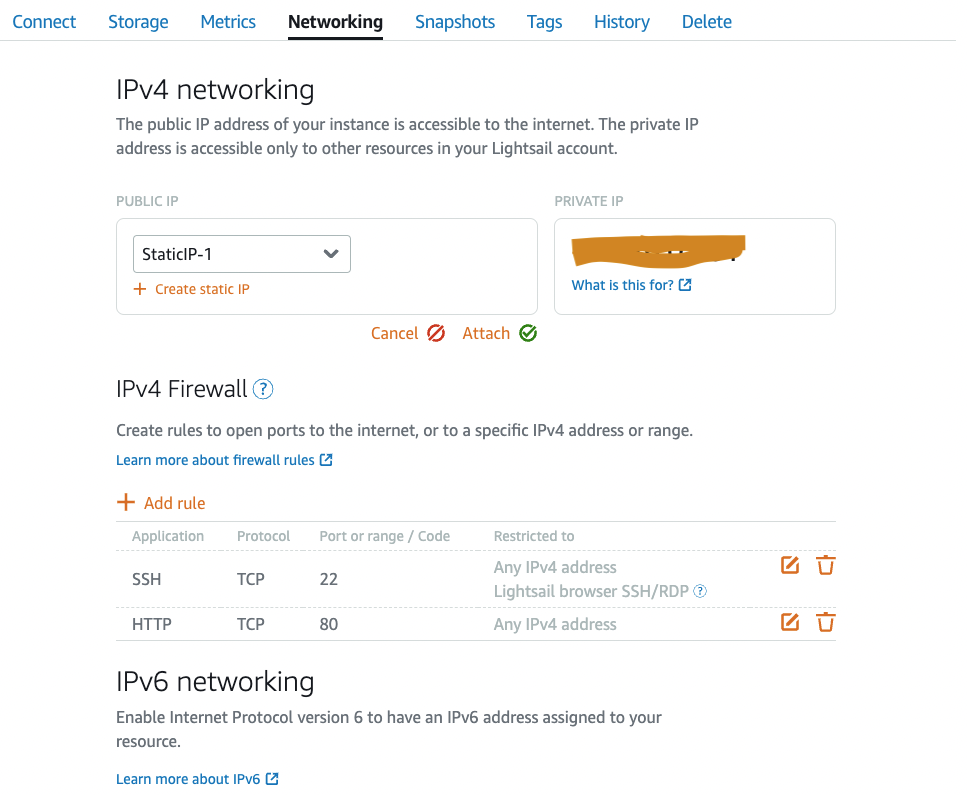 Connect Storage Metrics Networking Snapshots Tags History Delete
IPv4 networking
The public IP address of your instance is accessible to the internet. The private IP
address is accessible only to other resources in your Lightsail account.
PUBLIC IP
StaticIP-1
+ Create static IP
PRIVATE IP
What is this for?
Cancel Attach
IPv4 Firewall ?
Create rules to open ports to the internet, or to a specific IPv4 address or range.
Learn more about firewall rules
+ Add rule
Application Protocol Port or range / Code Restricted to
SSH TCP 22 Any IPv4 address
Lightsail browser SSH/RDP ?
HTTP TCP 80 Any IPv4 address
IPv6 networking
Enable Internet Protocol version 6 to have an IPv6 address assigned to your
resource.
Learn more about IPv6